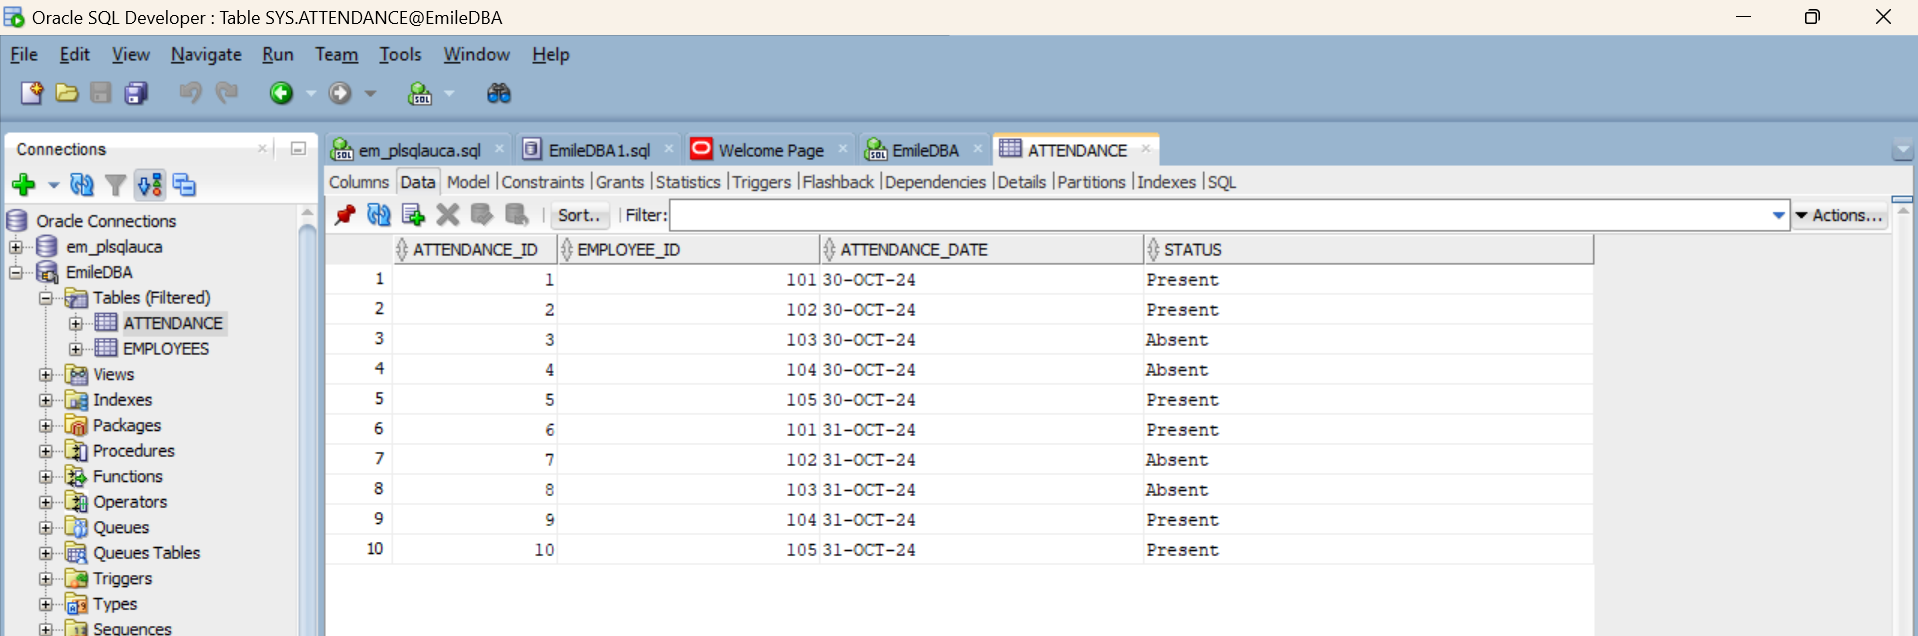 Oracle SQL Developer : Table SYS.ATTENDANCE@EmileDBA
File Edit View Navigate Run Team Tools Window Help
SQL
Connections
em_plsqlauca.sql EmileDBA1.sql Welcome Page EmileDBA ATTENDANCE
Columns Data Model Constraints Grants Statistics Triggers Flashback Dependencies Details Partitions Indexes SQL
Sort.. Filter: Actions...
Oracle Connections
em_plsqlauca
EmileDBA
Tables (Filtered)
ATTENDANCE
EMPLOYEES
Views
Indexes
Packages
Procedures
Functions
Operators
Queues
Queues Tables
Triggers
Types
Sequences
ATTENDANCE_ID EMPLOYEE_ID ATTENDANCE_DATE STATUS
1 1 101 30-OCT-24 Present
2 2 102 30-OCT-24 Present
3 3 103 30-OCT-24 Absent
4 4 104 30-OCT-24 Absent
5 5 105 30-OCT-24 Present
6 6 101 31-OCT-24 Present
7 7 102 31-OCT-24 Absent
8 8 103 31-OCT-24 Absent
9 9 104 31-OCT-24 Present
10 10 105 31-OCT-24 Present